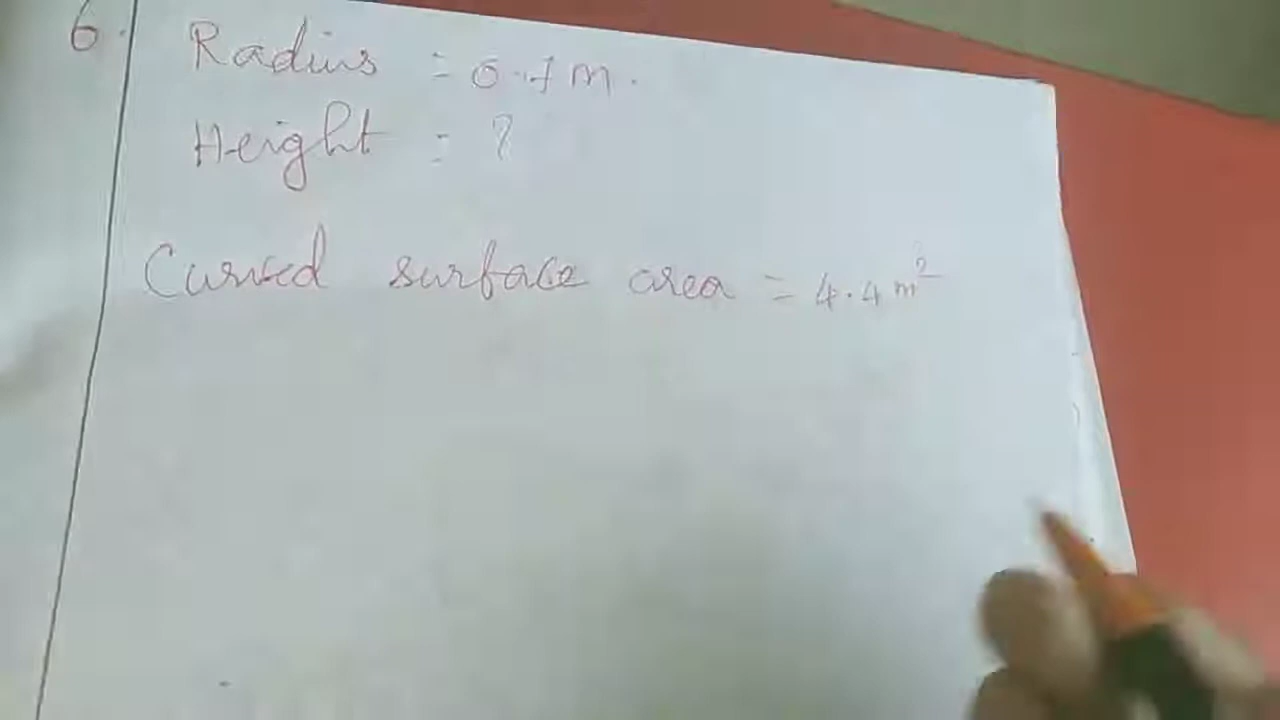 6. Radius = 0.7 m.
Height = ?
Curved surface area = 4.4 m²